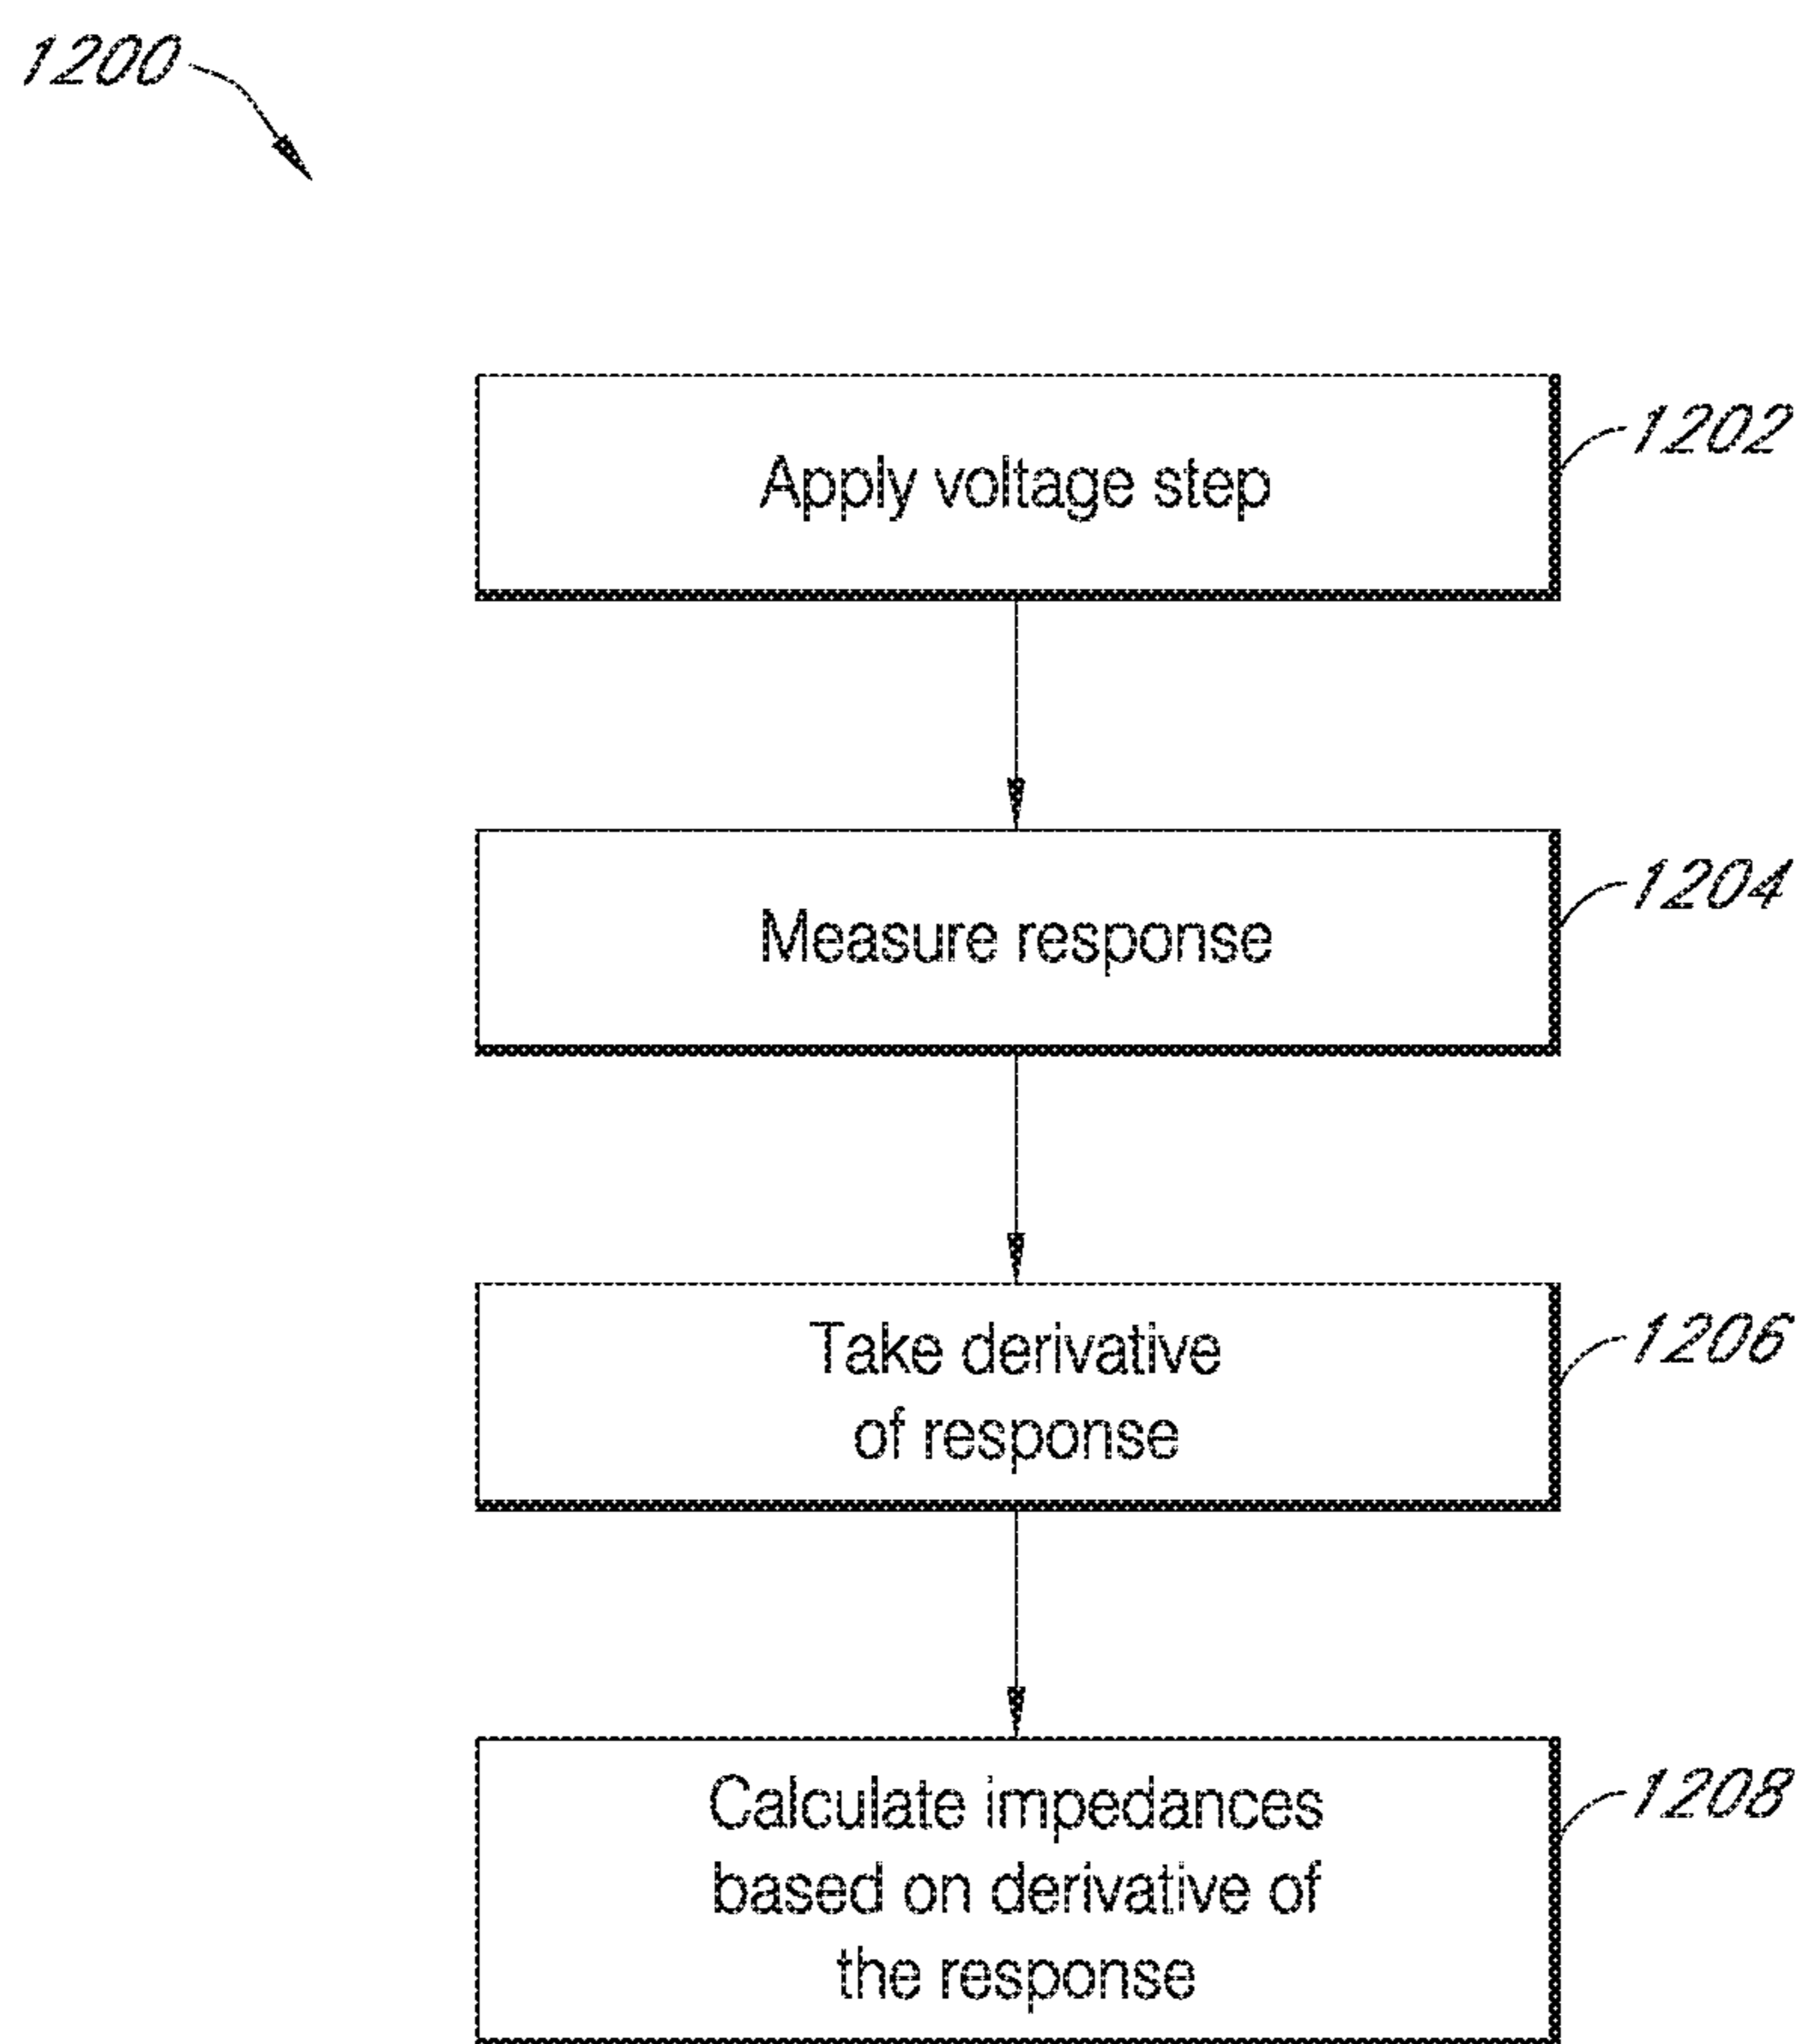 1200
Apply voltage step
1202
Measure response
1204
Take derivative
of response
1206
Calculate impedances
based on derivative of
the response
1208